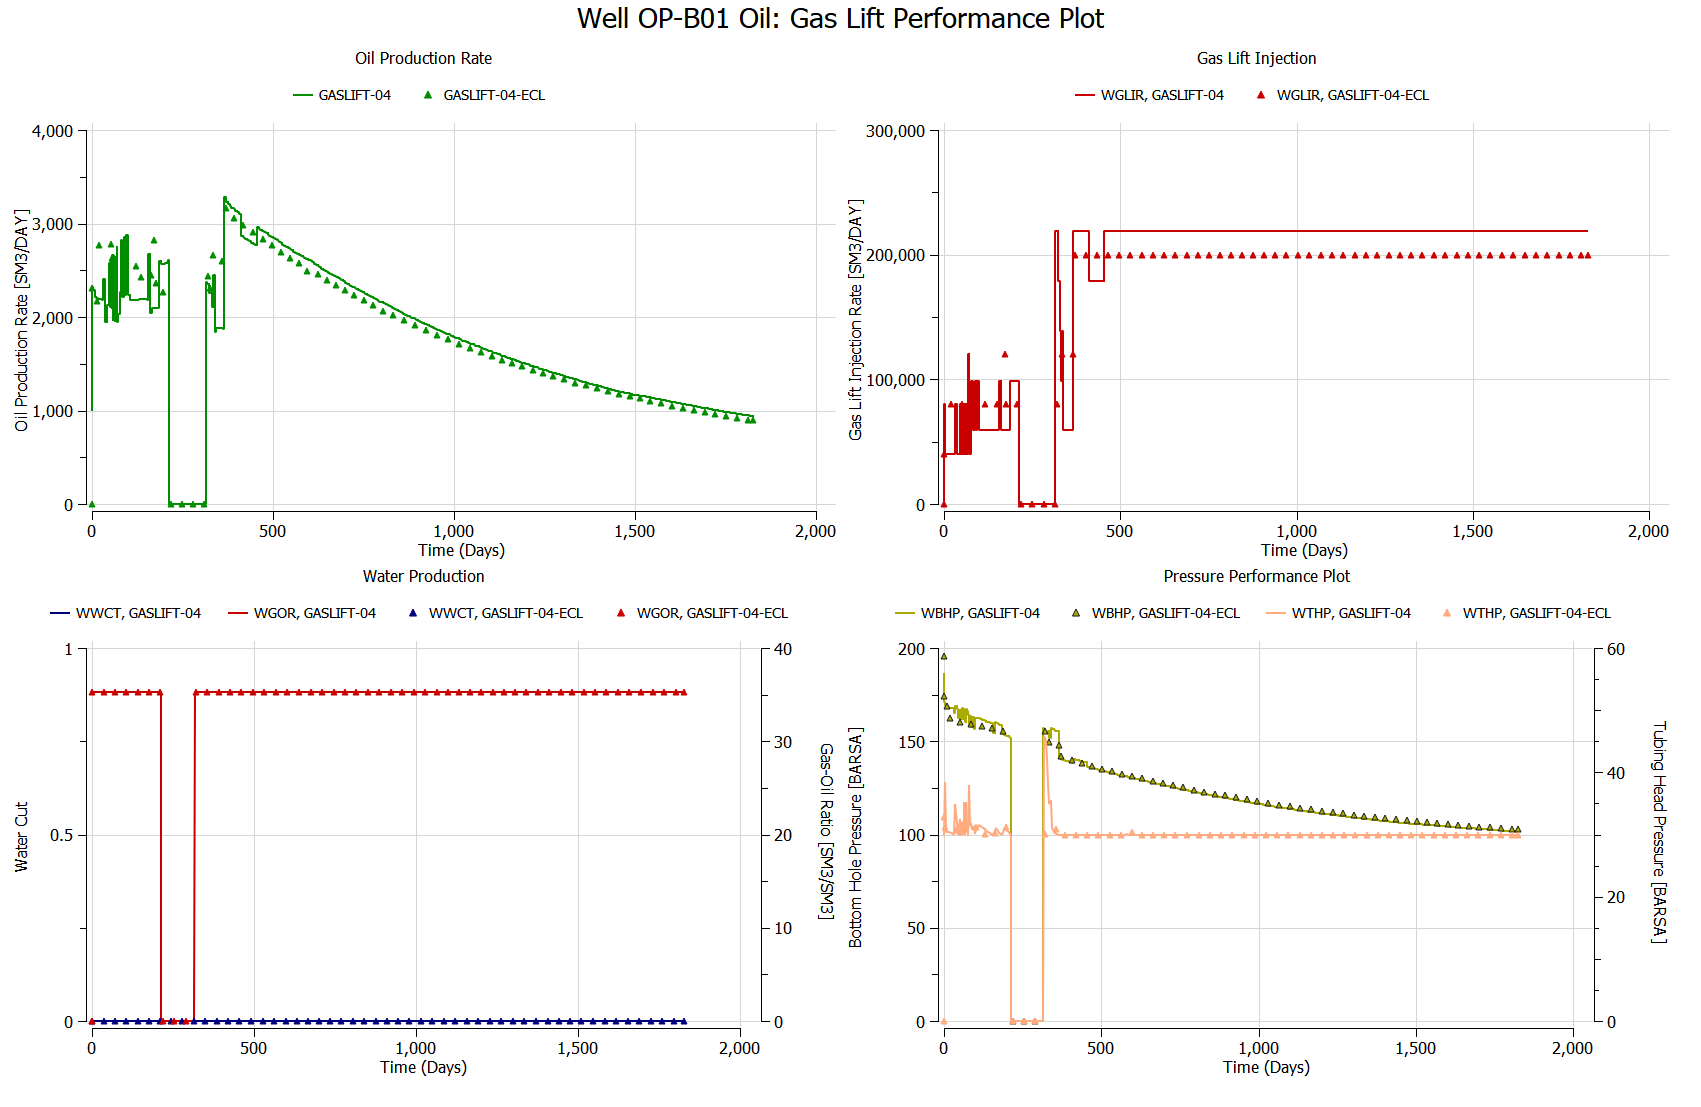 Well OP-B01 Oil: Gas Lift Performance Plot
Oil Production Rate
GASLIFT-04 GASLIFT-04-ECL
Oil Production Rate [SM3/DAY]
4,000
3,000
2,000
1,000
0
0 500 1,000 1,500 2,000
Time (Days)
Gas Lift Injection
WGLIR, GASLIFT-04 WGLIR, GASLIFT-04-ECL
Gas Lift Injection Rate [SM3/DAY]
300,000
200,000
100,000
0
0 500 1,000 1,500 2,000
Time (Days)
Water Production
WWCT, GASLIFT-04 WGOR, GASLIFT-04 WWCT, GASLIFT-04-ECL WGOR, GASLIFT-04-ECL
Water Cut
1
0.5
0
40
30
20
10
0
Gas-Oil Ratio [SM3/SM3]
0 500 1,000 1,500 2,000
Time (Days)
Pressure Performance Plot
WBHP, GASLIFT-04 WBHP, GASLIFT-04-ECL WTHP, GASLIFT-04 WTHP, GASLIFT-04-ECL
Bottom Hole Pressure [BARSA]
200
150
100
50
0
60
40
20
0
Tubing Head Pressure [BARSA]
0 500 1,000 1,500 2,000
Time (Days)